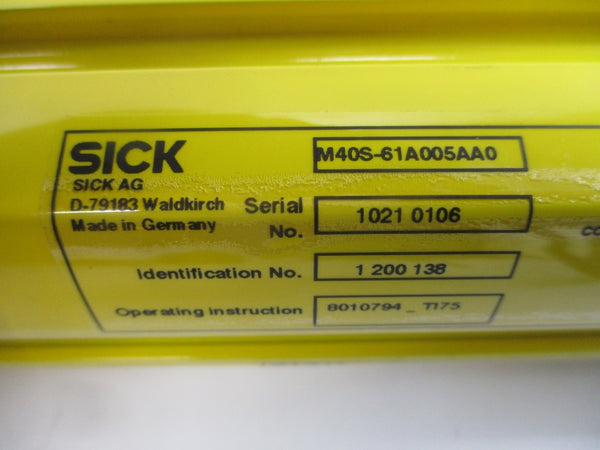 SICK
M40S-61A005AA0
SICK AG
D-79183 Waldkirch
Made in Germany
Serial No.
1021 0106
Identification No.
1 200 138
Operating instruction
8010794 _ TI75